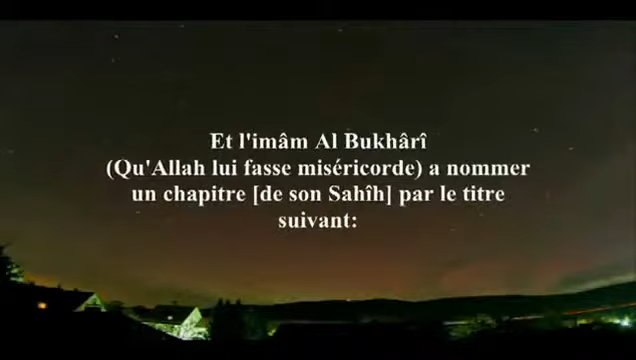 Et l'imâm Al Bukhârî
(Qu'Allah lui fasse miséricorde) a nommer
un chapitre [de son Sahîh] par le titre
suivant: